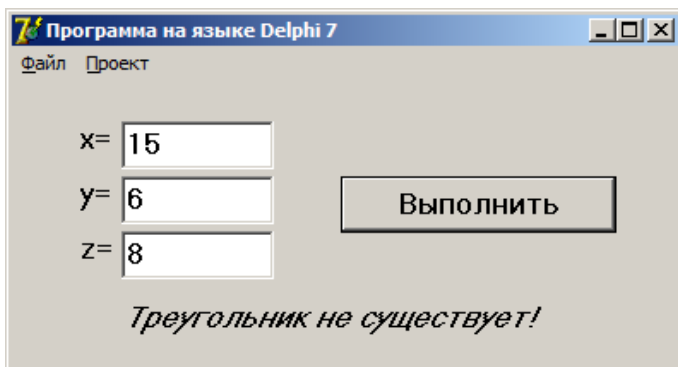 Программа на языке Delphi 7
Файл Проект
x= 15
y= 6
z= 8
Выполнить
Треугольник не существует!